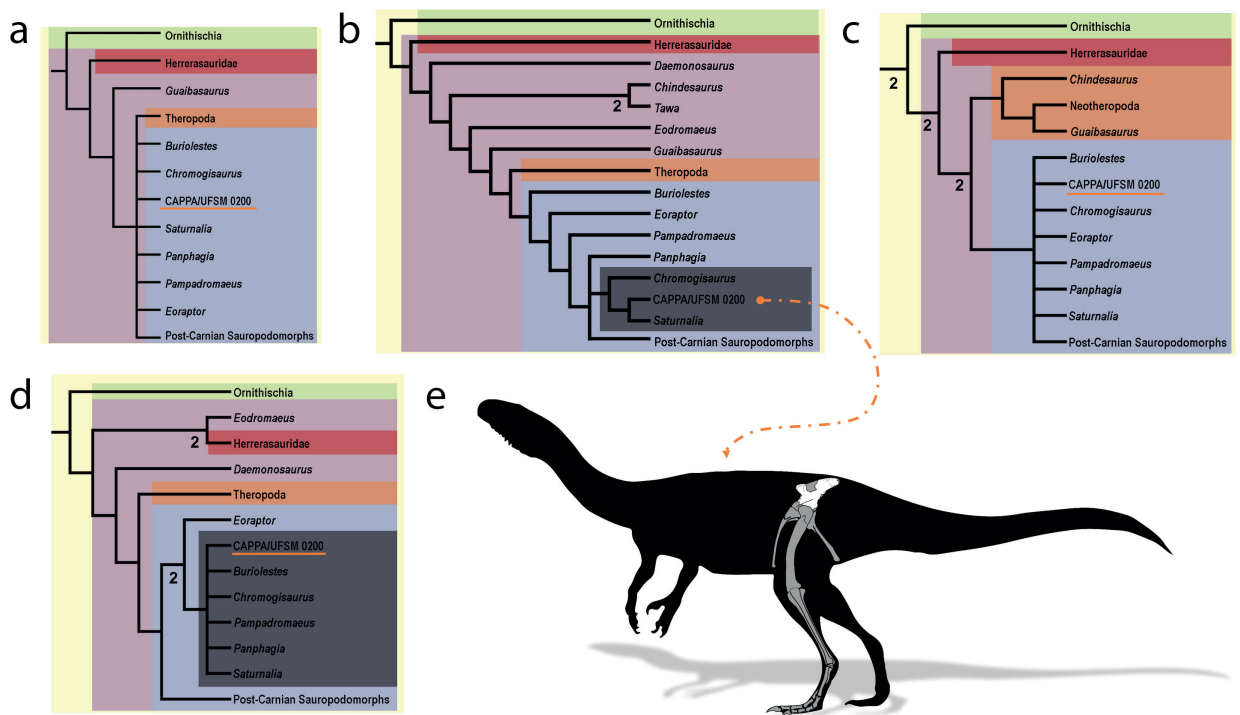 a
Ornithischia
Herrerasauridae
Guaibasaurus
Theropoda
Buriolestes
Chromogisaurus
CAPPA/UFSM 0200
Saturnalia
Panphagia
Pampadromaeus
Eoraptor
Post-Carnian Sauropodomorphs
b
Ornithischia
Herrerasauridae
Daemonosaurus
Chindesaurus
2
Tawa
Eodromaeus
Guaibasaurus
Theropoda
Buriolestes
Eoraptor
Pampadromaeus
Panphagia
Chromogisaurus
CAPPA/UFSM 0200
Saturnalia
Post-Carnian Sauropodomorphs
c
Ornithischia
Herrerasauridae
2
Chindesaurus
Neotheropoda
2
Guaibasaurus
Buriolestes
2
CAPPA/UFSM 0200
Chromogisaurus
Eoraptor
Pampadromaeus
Panphagia
Saturnalia
Post-Carnian Sauropodomorphs
d
Ornithischia
Eodromaeus
2
Herrerasauridae
Daemonosaurus
Theropoda
Eoraptor
CAPPA/UFSM 0200
2
Buriolestes
Chromogisaurus
Pampadromaeus
Panphagia
Saturnalia
Post-Carnian Sauropodomorphs
e